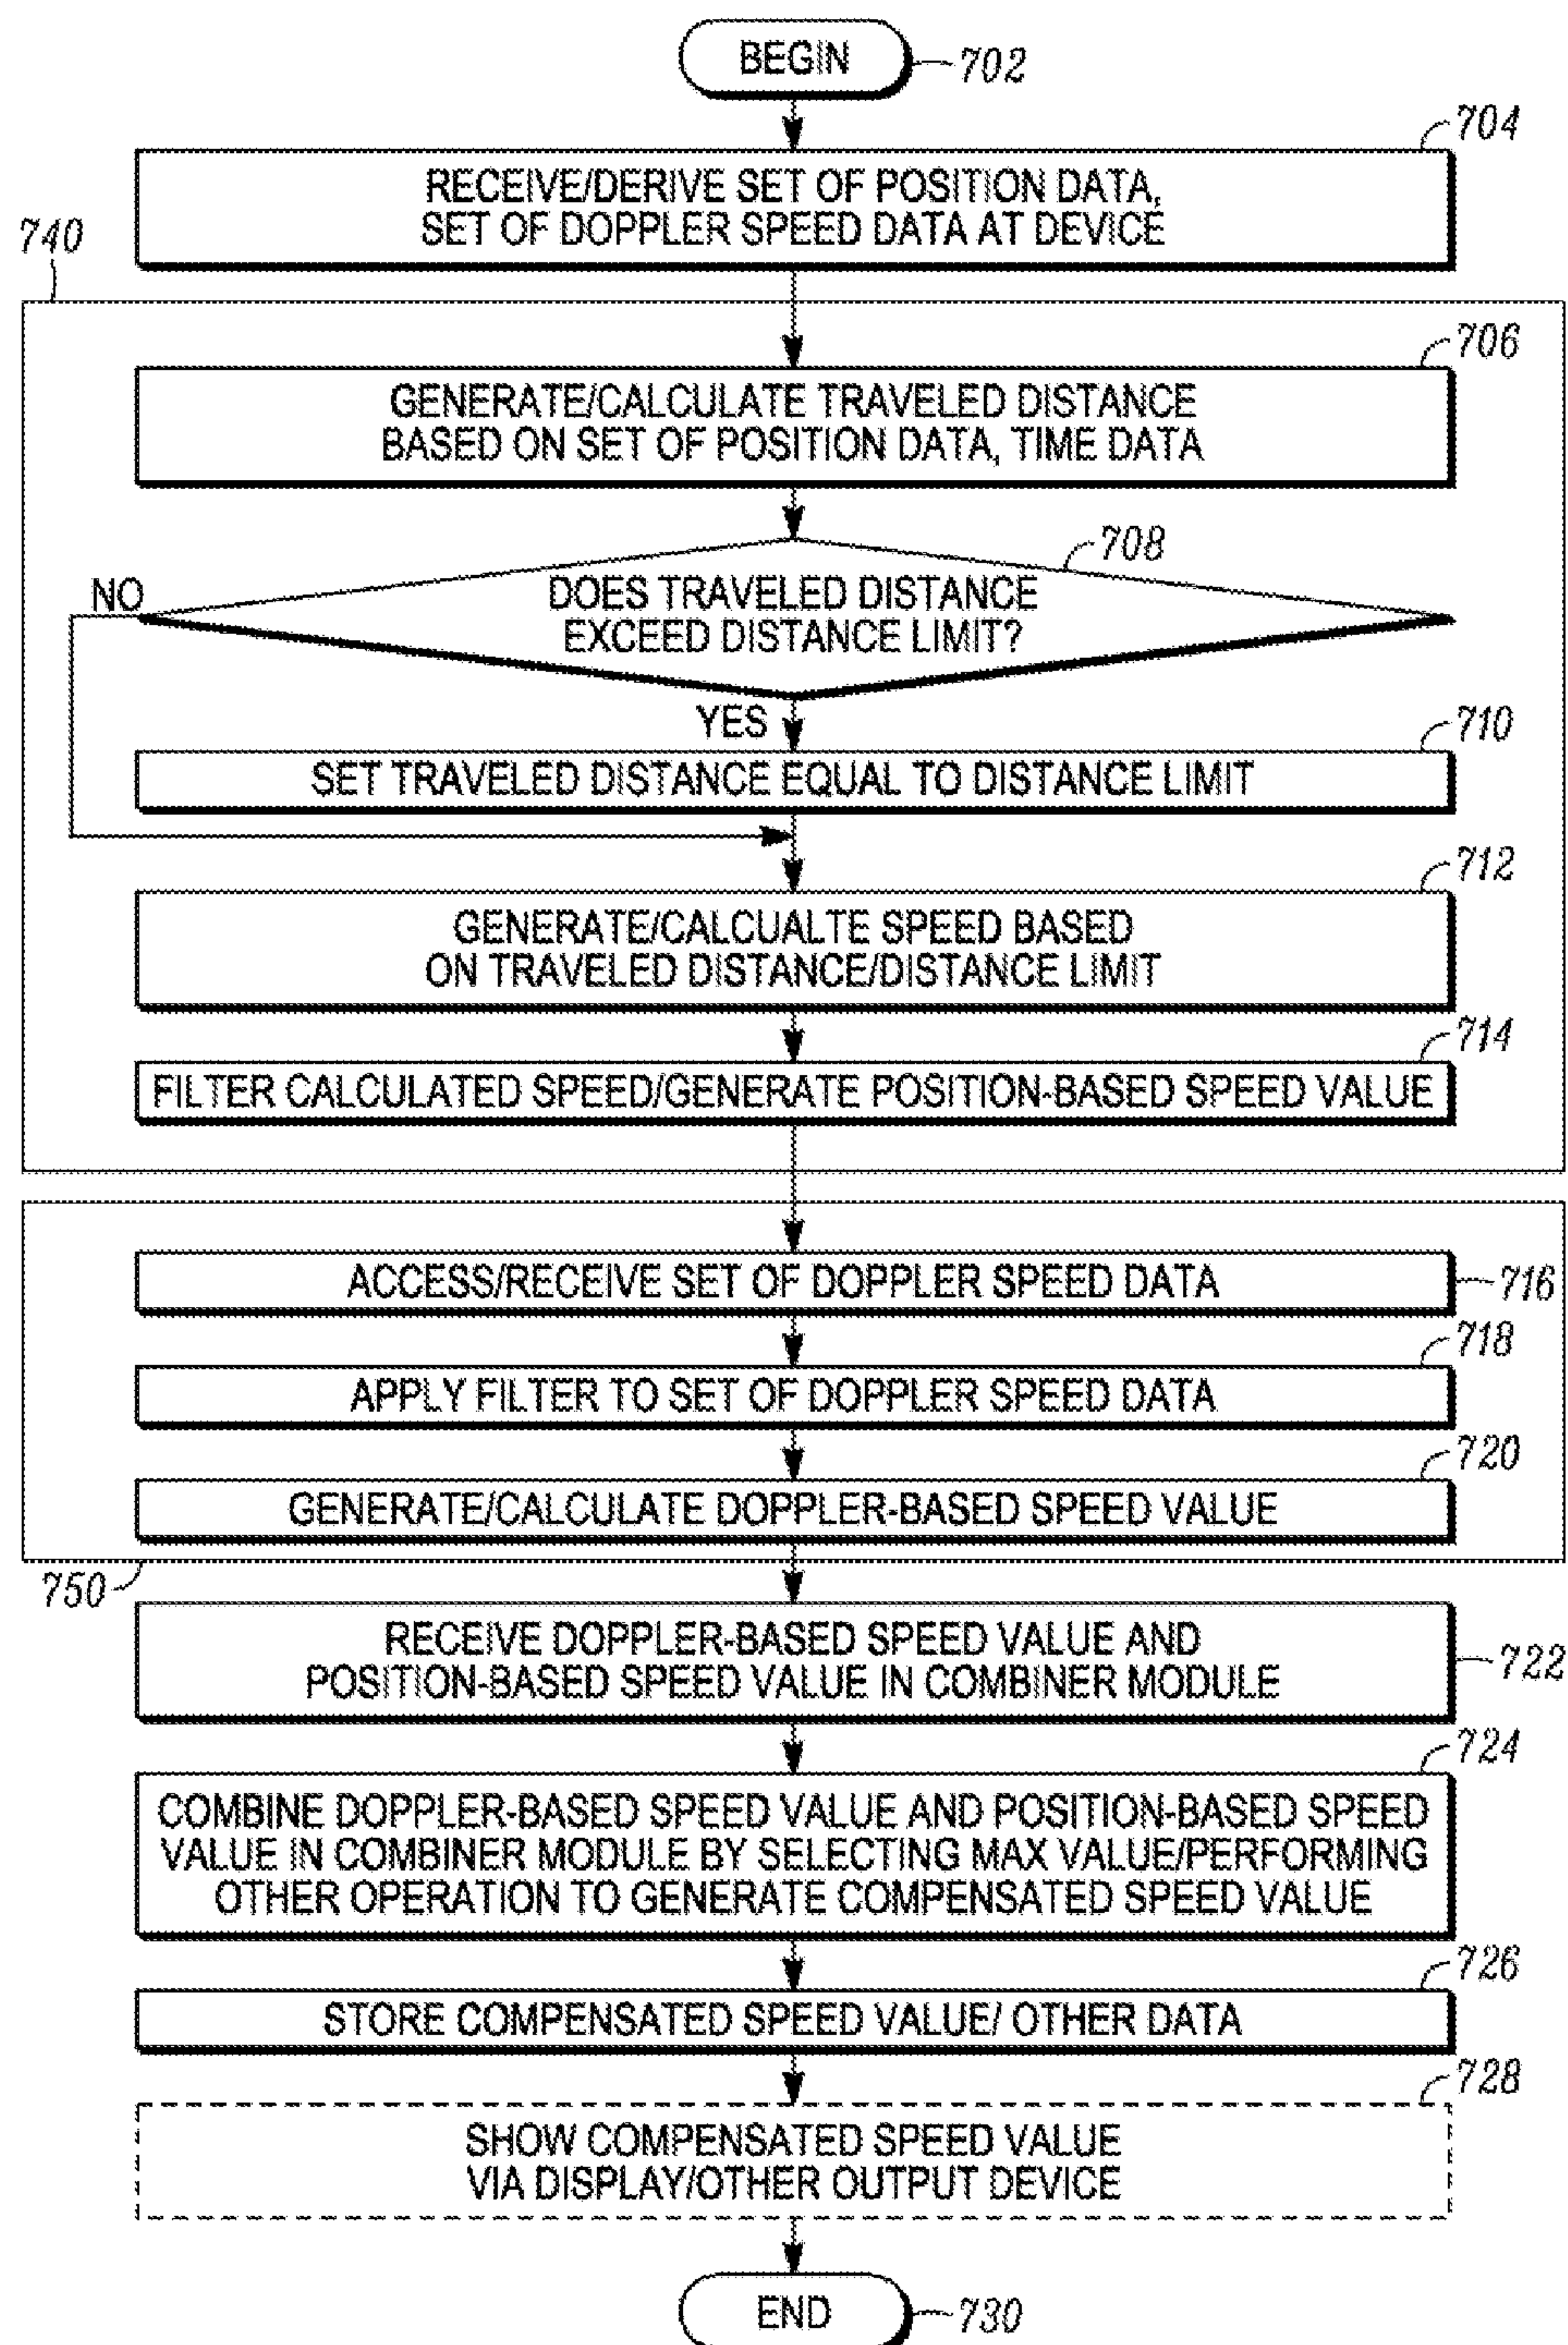 BEGIN
702
704
RECEIVE/DERIVE SET OF POSITION DATA,
SET OF DOPPLER SPEED DATA AT DEVICE
740
706
GENERATE/CALCULATE TRAVELED DISTANCE
BASED ON SET OF POSITION DATA, TIME DATA
708
NO
DOES TRAVELED DISTANCE
EXCEED DISTANCE LIMIT?
YES
710
SET TRAVELED DISTANCE EQUAL TO DISTANCE LIMIT
712
GENERATE/CALCUALTE SPEED BASED
ON TRAVELED DISTANCE/DISTANCE LIMIT
714
FILTER CALCULATED SPEED/GENERATE POSITION-BASED SPEED VALUE
ACCESS/RECEIVE SET OF DOPPLER SPEED DATA
716
718
APPLY FILTER TO SET OF DOPPLER SPEED DATA
720
GENERATE/CALCULATE DOPPLER-BASED SPEED VALUE
750
RECEIVE DOPPLER-BASED SPEED VALUE AND
POSITION-BASED SPEED VALUE IN COMBINER MODULE
722
724
COMBINE DOPPLER-BASED SPEED VALUE AND POSITION-BASED SPEED
VALUE IN COMBINER MODULE BY SELECTING MAX VALUE/PERFORMING
OTHER OPERATION TO GENERATE COMPENSATED SPEED VALUE
726
STORE COMPENSATED SPEED VALUE/ OTHER DATA
728
SHOW COMPENSATED SPEED VALUE
VIA DISPLAY/OTHER OUTPUT DEVICE
END
730